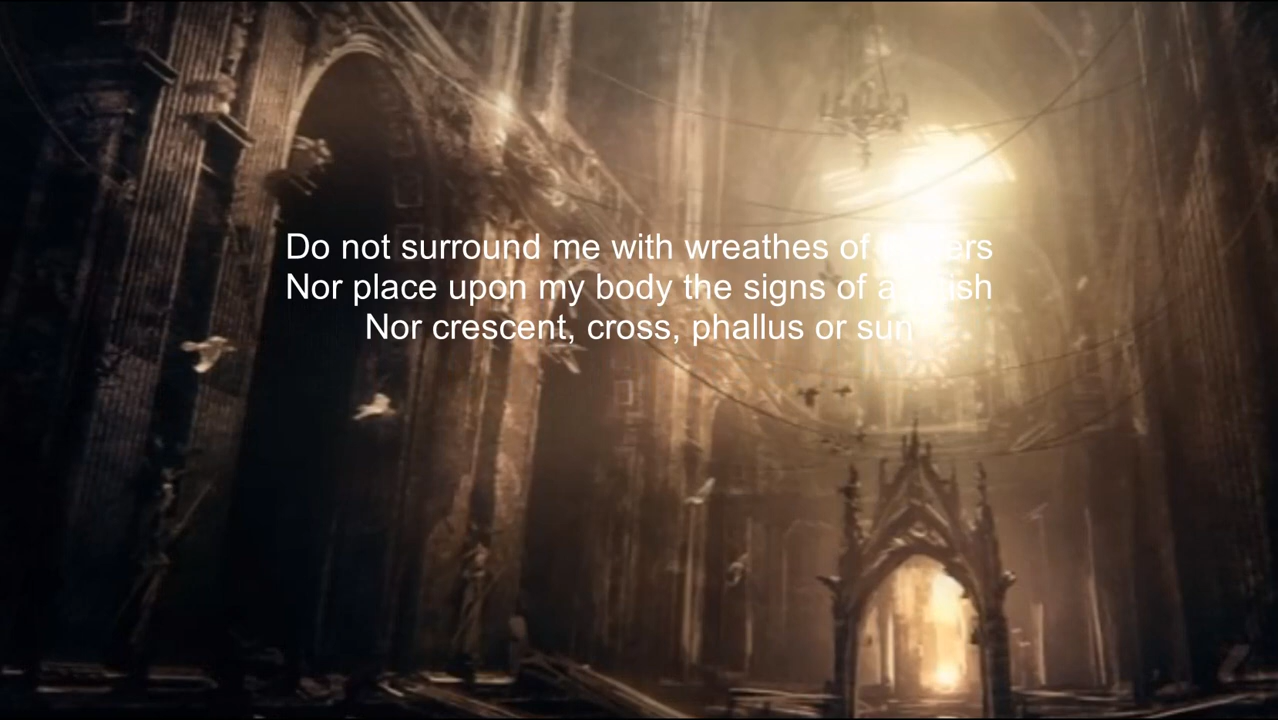 Do not surround me with wreathes of
Nor place upon my body the signs of a
Nor crescent, cross, phallus or sun